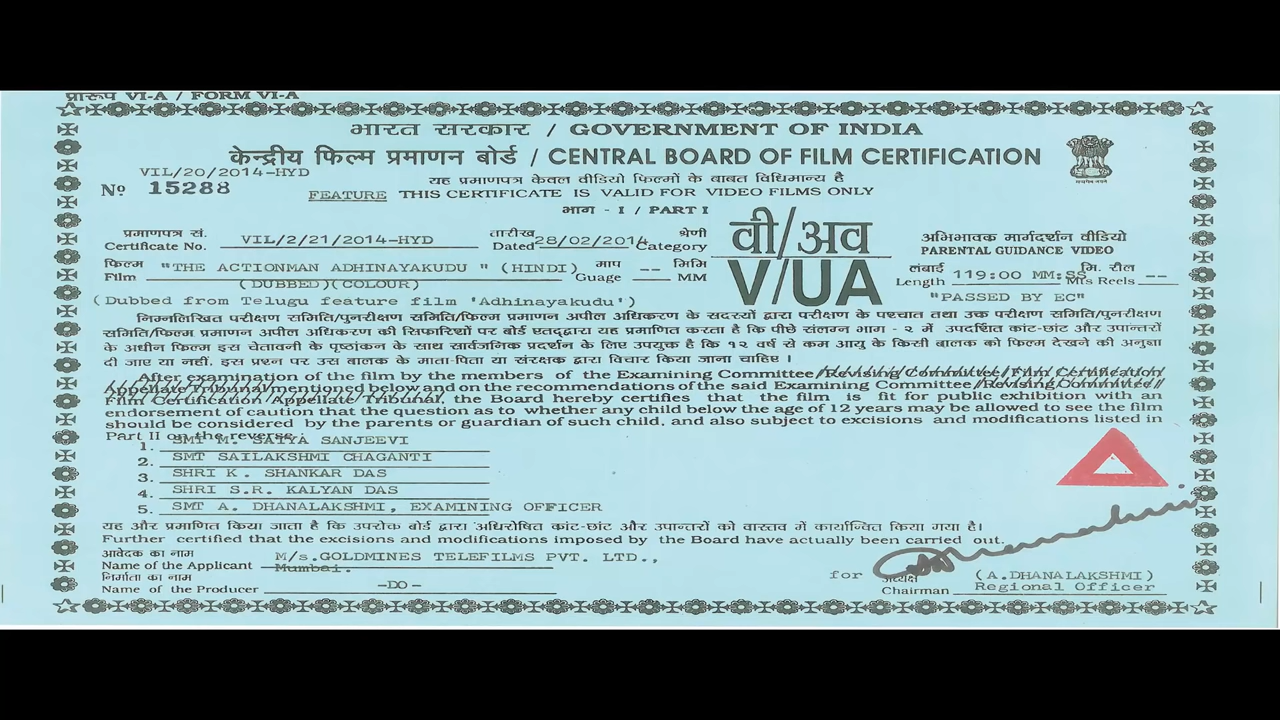 प्रारूप VI-A / FORM VI-A
भारत सरकार / GOVERNMENT OF INDIA
केन्द्रीय फिल्म प्रमाणन बोर्ड / CENTRAL BOARD OF FILM CERTIFICATION
VIL/20/2014-HYD
यह प्रमाणपत्र केवल वीडियो फिल्मों के बाबत विधिमान्य है
Nº 15288
FEATURE THIS CERTIFICATE IS VALID FOR VIDEO FILMS ONLY
भाग - I / PART I
प्रमाणपत्र सं. तारीख श्रेणी वी/अव अभिभावक मार्गदर्शन वीडियो
Certificate No. VIL/2/21/2014-HYD Dated 28/02/2014 Category V/UA PARENTAL GUIDANCE VIDEO
फिल्म माप मिमि लंबाई मि. रील
Film "THE ACTIONMAN ADHINAYAKUDU " (HINDI) Guage -- MM Length 119:00 MM:SS Mts Reels --
(DUBBED)(COLOUR)
(Dubbed from Telugu feature film 'Adhinayakudu') "PASSED BY EC"
निम्नलिखित परीक्षण समिति/पुनरीक्षण समिति/फिल्म प्रमाणन अपील अधिकरण के सदस्यों द्वारा परीक्षण के पश्चात तथा उक्त परीक्षण समिति/पुनरीक्षण
समिति/फिल्म प्रमाणन अपील अधिकरण की सिफारिशों पर बोर्ड एतद्द्वारा यह प्रमाणित करता है कि पीछे संलग्न भाग - २ में उपदर्शित कांट-छांट और उपान्तरों
के अधीन फिल्म इस चेतावनी के पृष्ठांकन के साथ सार्वजनिक प्रदर्शन के लिए उपयुक्त है कि १२ वर्ष से कम आयु के किसी बालक को फिल्म देखने की अनुज्ञा
दी जाए या नहीं, इस प्रश्न पर उस बालक के माता-पिता या संरक्षक द्वारा विचार किया जाना चाहिए ।
After examination of the film by the members of the Examining Committee/Revising Committee/Film Certification
Appellate Tribunal mentioned below and on the recommendations of the said Examining Committee/Revising Committee/
Film Certification Appellate Tribunal, the Board hereby certifies that the film is fit for public exhibition with an
endorsement of caution that the question as to whether any child below the age of 12 years may be allowed to see the film
should be considered by the parents or guardian of such child, and also subject to excisions and modifications listed in
Part II on the reverse.
1. SMT M. SATYA SANJEEVI
2. SMT SAILAKSHMI CHAGANTI
3. SHRI K. SHANKAR DAS
4. SHRI S.R. KALYAN DAS
5. SMT A. DHANALAKSHMI, EXAMINING OFFICER
यह और प्रमाणित किया जाता है कि उपरोक्त बोर्ड द्वारा अधिरोपित कांट-छांट और उपान्तरों को वास्तव में कार्यान्वित किया गया है।
Further certified that the excisions and modifications imposed by the Board have actually been carried out.
आवेदक का नाम
Name of the Applicant M/s.GOLDMINES TELEFILMS PVT. LTD.,
Mumbai.
निर्माता का नाम
Name of the Producer -DO-
for अध्यक्ष (A.DHANALAKSHMI)
Chairman Regional Officer